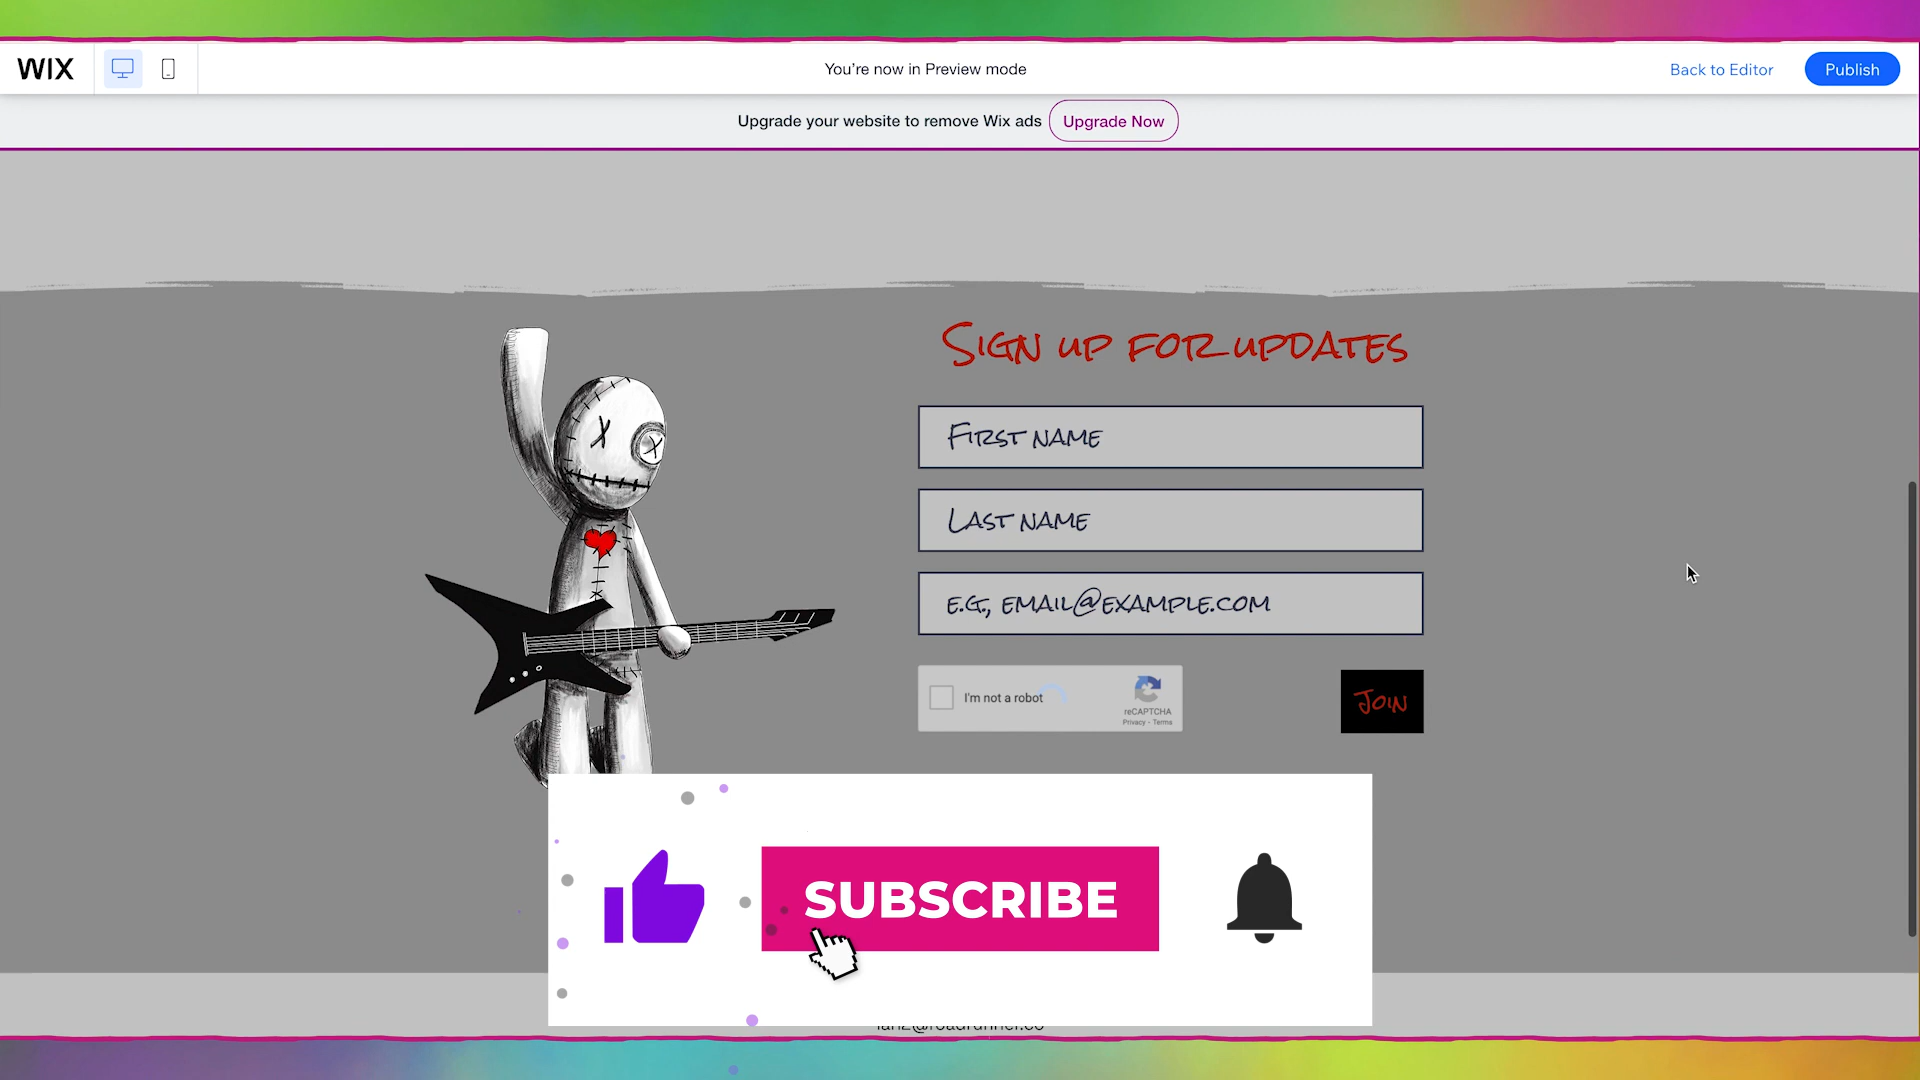 WIX
You're now in Preview mode
Back to Editor
Publish
Upgrade your website to remove Wix ads
Upgrade Now
Sign up for updates
First name
Last name
e.g., email@example.com
I'm not a robot
reCAPTCHA
Privacy - Terms
Join
SUBSCRIBE